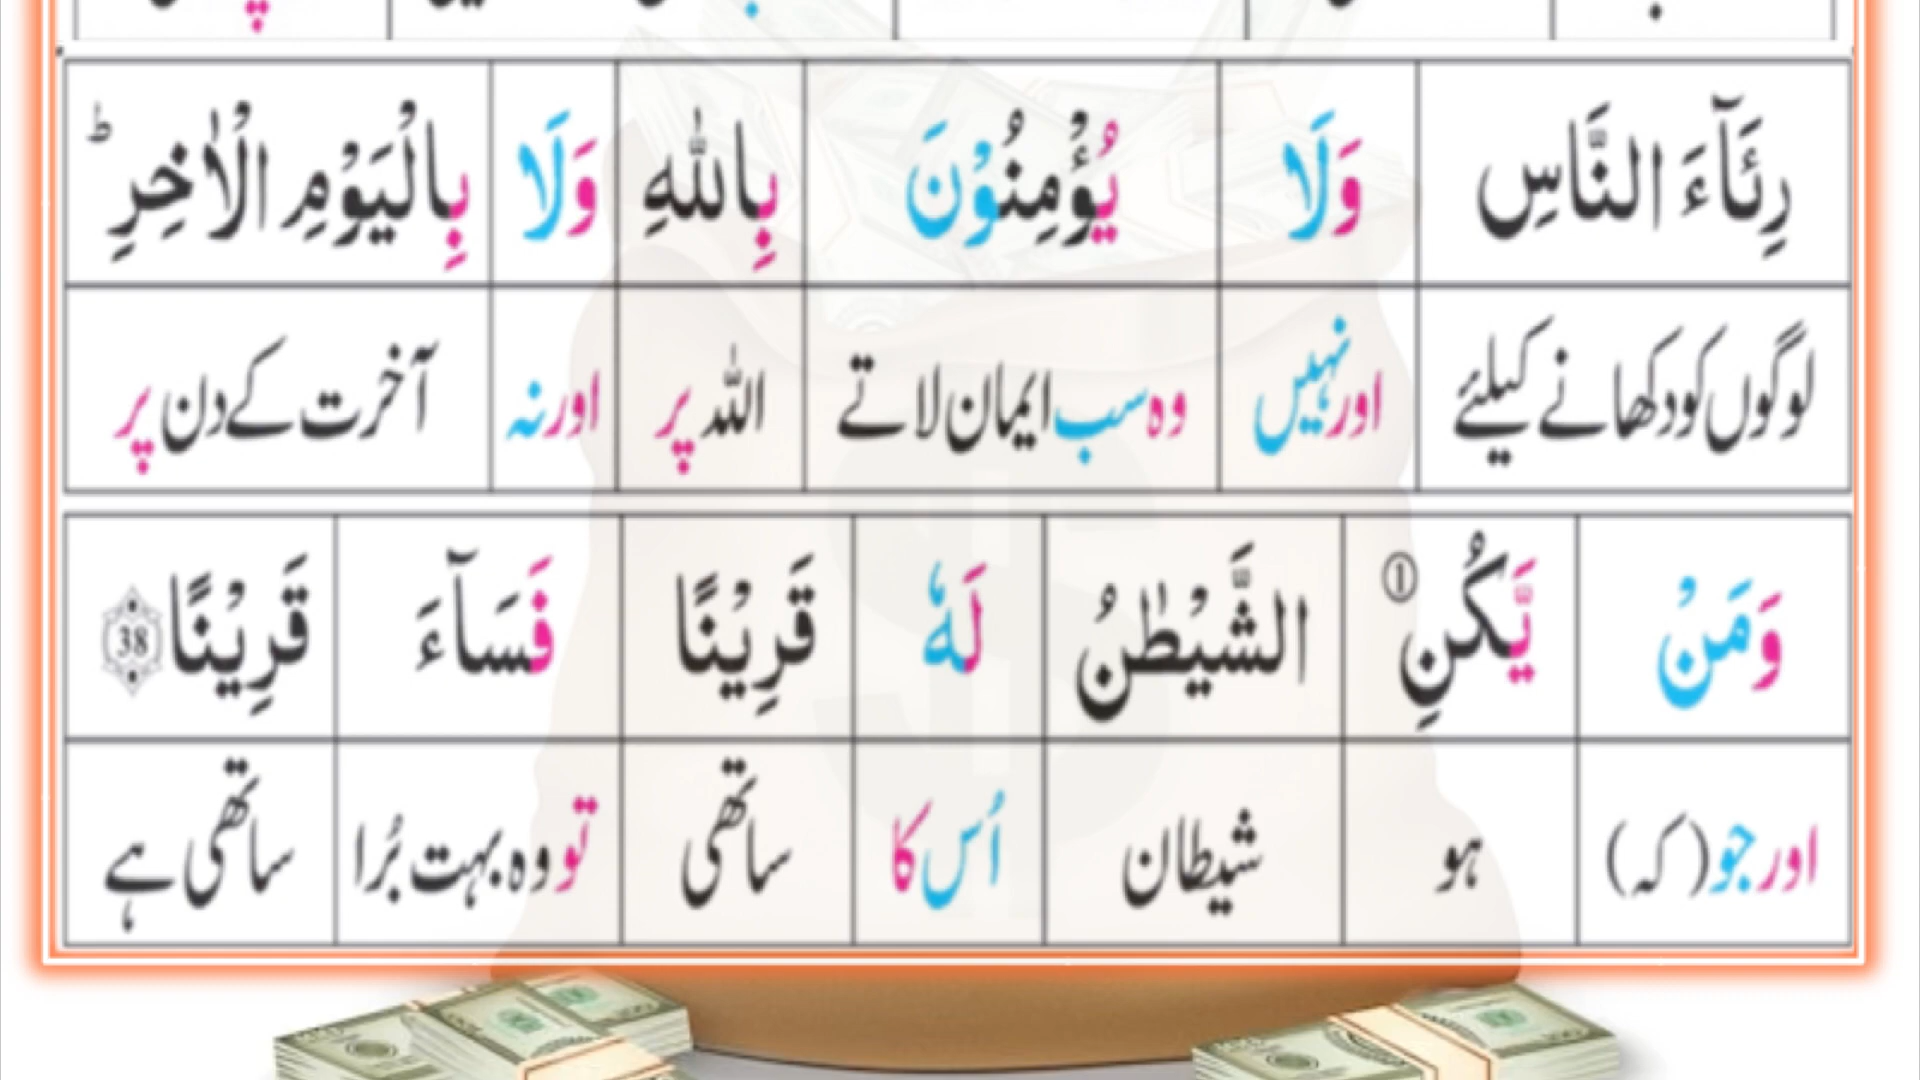 رِئَآءَ النَّاسِ وَلَا يُؤْمِنُوْنَ بِاللّٰهِ وَلَا بِالْيَوْمِ الْاٰخِرِ ؕ
لوگوں کو دکھانے کیلئے اور نہیں وہ سب ایمان لاتے اللہ پر اور نہ آخرت کے دن پر
وَمَنْ يَّكُنِ ① الشَّيْطٰنُ لَهٗ قَرِيْنًا فَسَآءَ قَرِيْنًا 38
اور جو (کہ) ہو شیطان اُس کا ساتھی تو وہ بہت بُرا ساتھی ہے